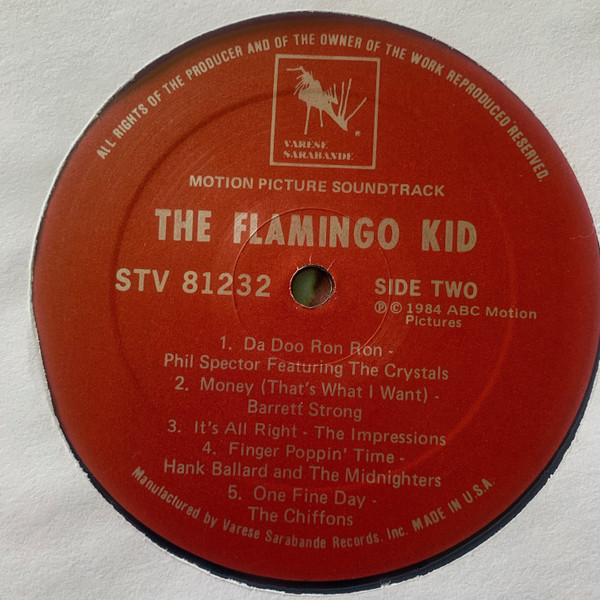 ALL RIGHTS OF THE PRODUCER AND OF THE OWNER OF THE WORK REPRODUCED RESERVED.
VARESE
SARABANDE ®
MOTION PICTURE SOUNDTRACK
THE FLAMINGO KID
STV 81232
SIDE TWO
℗ © 1984 ABC Motion
Pictures
1. Da Doo Ron Ron -
Phil Spector Featuring The Crystals
2. Money (That's What I Want) -
Barrett Strong
3. It's All Right - The Impressions
4. Finger Poppin' Time -
Hank Ballard and The Midnighters
5. One Fine Day -
The Chiffons
Manufactured by Varese Sarabande Records, Inc. MADE IN U.S.A.